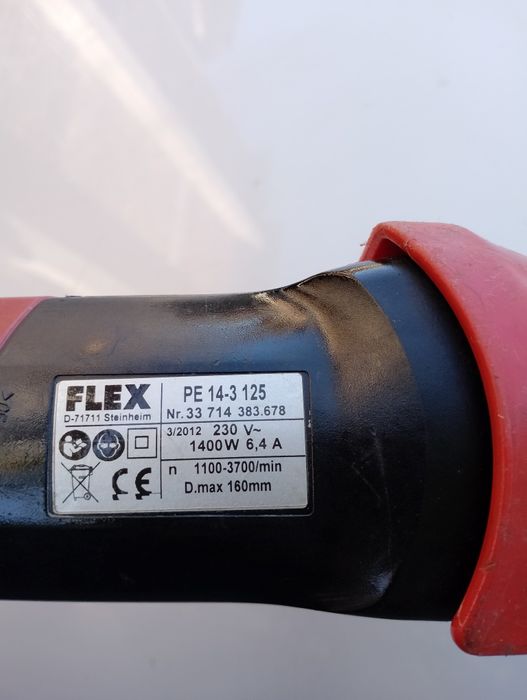 FLEX
D-71711 Steinheim
PE 14-3 125
Nr. 33 714 383.678
3/2012 230 V~
1400W 6,4 A
n 1100-3700/min
D.max 160mm
CE